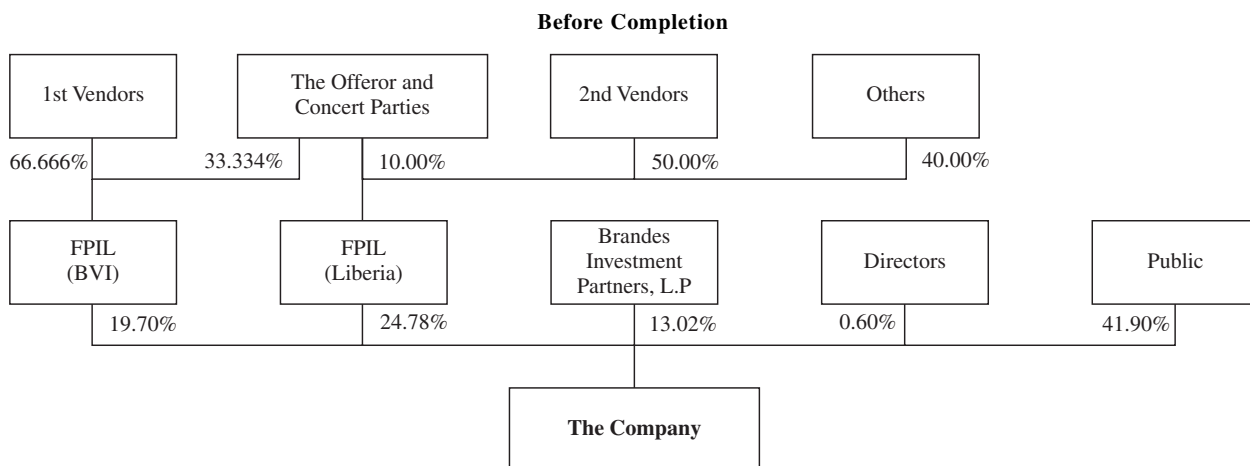 Before Completion
1st Vendors
The Offeror and
Concert Parties
2nd Vendors
Others
66.666%
33.334%
10.00%
50.00%
40.00%
FPIL
(BVI)
FPIL
(Liberia)
Brandes
Investment
Partners, L.P
Directors
Public
19.70%
24.78%
13.02%
0.60%
41.90%
The Company